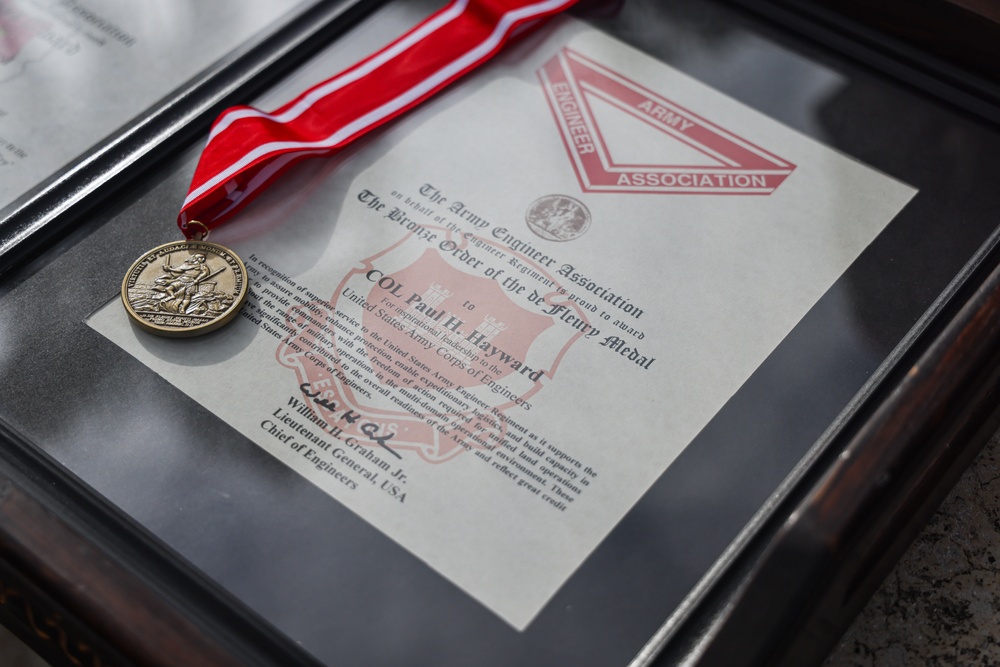 ARMY
ENGINEER
ASSOCIATION
The Army Engineer Association
on behalf of the Engineer Regiment is proud to award
The Bronze Order of the de Fleury Medal
to
COL Paul H. Hayward
For inspirational leadership to the
United States Army Corps of Engineers
In recognition of superior service to the United States Army Engineer Regiment as it supports the
Army to assure mobility, enhance protection, enable expeditionary logistics, and build capacity in
to provide commanders with the freedom of action required for unified land operations
the range of military operations in the multi-domain operational environment. These
significantly contributed to the overall readiness of the Army and reflect great credit
United States Army Corps of Engineers.
William H. Graham Jr.
Lieutenant General, USA
Chief of Engineers